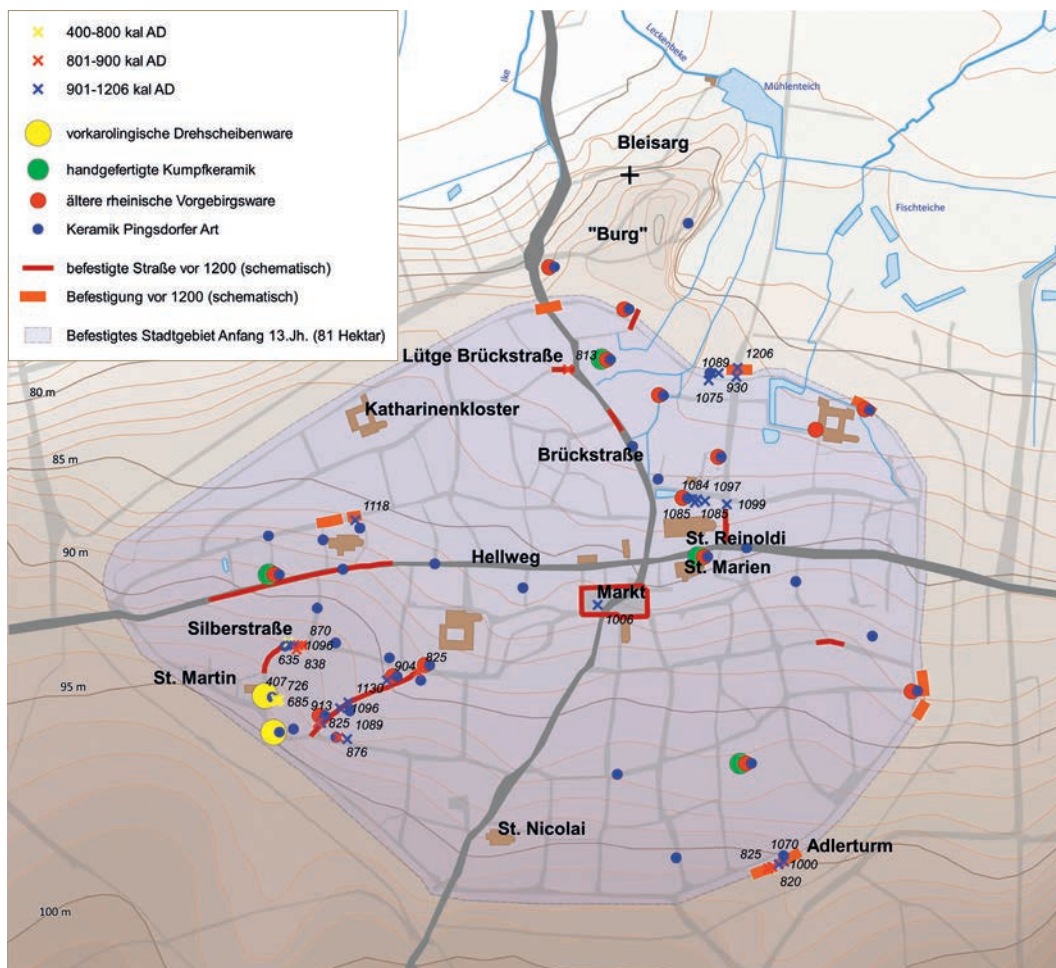 400-800 kal AD
801-900 kal AD
901-1206 kal AD
vorkarolingische Drehscheibenware
handgefertigte Kumpfkeramik
ältere rheinische Vorgebirgsware
Keramik Pingsdorfer Art
befestigte Straße vor 1200 (schematisch)
Befestigung vor 1200 (schematisch)
Befestigtes Stadtgebiet Anfang 13.Jh. (81 Hektar)
Leckenbeke
Ike
Mühlenteich
Bleisarg
Fischteiche
"Burg"
Lütge Brückstraße
813
1089
1206
1075
930
80 m
Katharinenkloster
85 m
Brückstraße
1084
1097
1085
1085
1099
1118
St. Reinoldi
90 m
Hellweg
St. Marien
Markt
1006
Silberstraße
870
1096
635
838
825
904
St. Martin
407
726
685
95 m
1130
913
1096
825
1089
876
St. Nicolai
Adlerturm
1070
825
1000
820
100 m